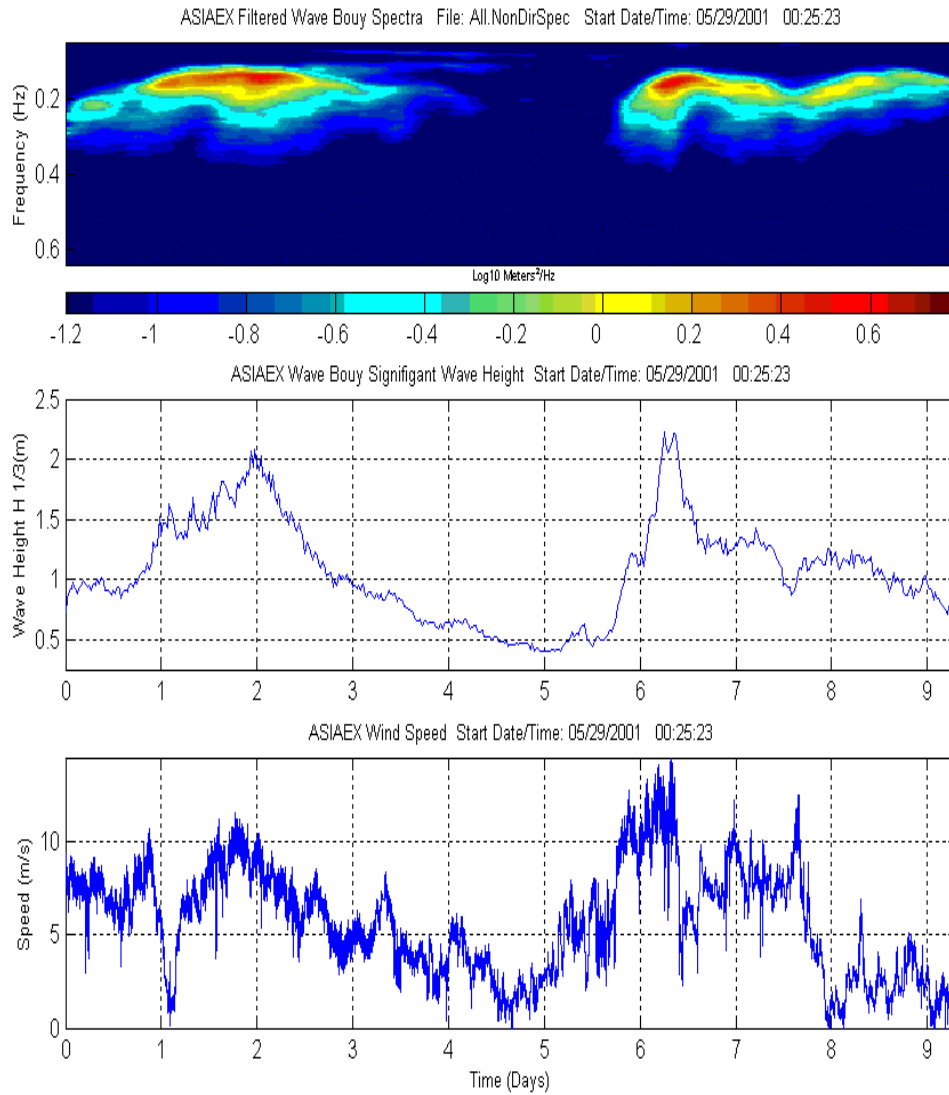 ASIAEX Filtered Wave Bouy Spectra File: All.NonDirSpec Start Date/Time: 05/29/2001 00:25:23
Frequency (Hz)
0.2
0.4
0.6
Log10 Meters²/Hz
-1.2 -1 -0.8 -0.6 -0.4 -0.2 0 0.2 0.4 0.6
ASIAEX Wave Bouy Signifigant Wave Height Start Date/Time: 05/29/2001 00:25:23
Wave Height H 1/3(m)
2.5
2
1.5
1
0.5
0 1 2 3 4 5 6 7 8 9
ASIAEX Wind Speed Start Date/Time: 05/29/2001 00:25:23
Speed (m/s)
10
5
0
0 1 2 3 4 5 6 7 8 9
Time (Days)